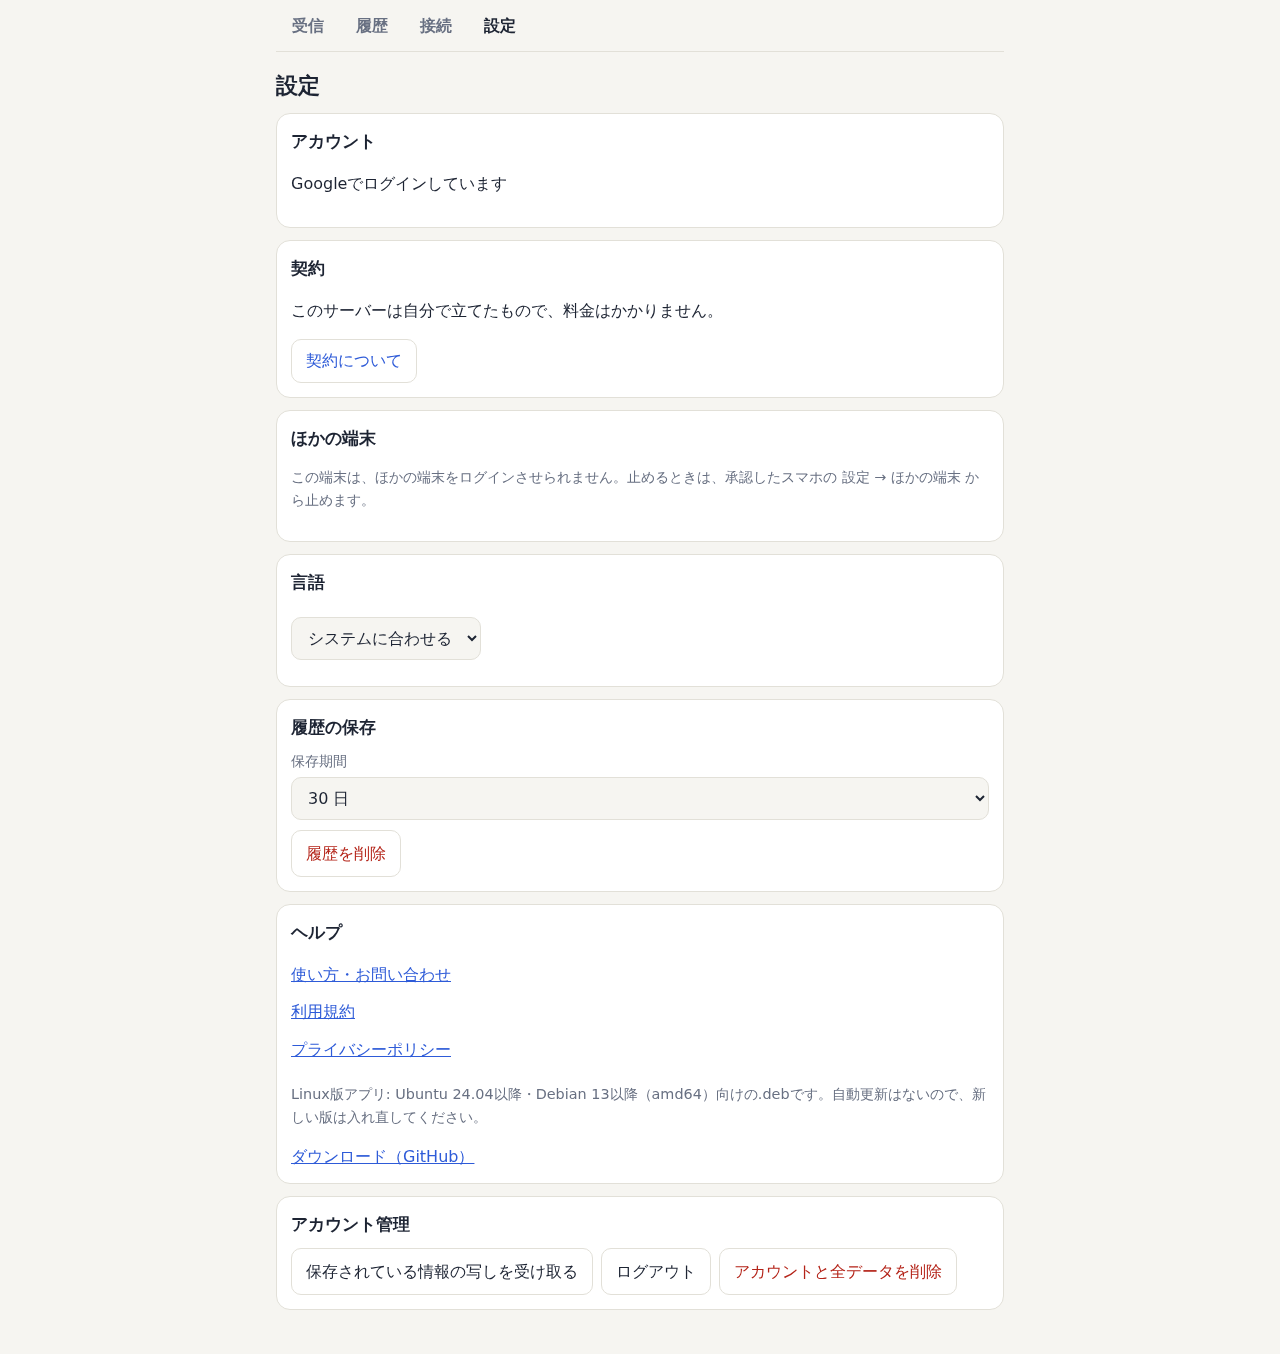 受信 履歴 接続 設定
設定
アカウント
Googleでログインしています
契約
このサーバーは自分で立てたもので、料金はかかりません。
契約について
ほかの端末
この端末は、ほかの端末をログインさせられません。止めるときは、承認したスマホの 設定 → ほかの端末 か
ら止めます。
言語
システムに合わせる
履歴の保存
保存期間
30 日
履歴を削除
ヘルプ
使い方・お問い合わせ
利用規約
プライバシーポリシー
Linux版アプリ: Ubuntu 24.04以降・Debian 13以降（amd64）向けの.debです。自動更新はないので、新
しい版は入れ直してください。
ダウンロード（GitHub）
アカウント管理
保存されている情報の写しを受け取る ログアウト アカウントと全データを削除